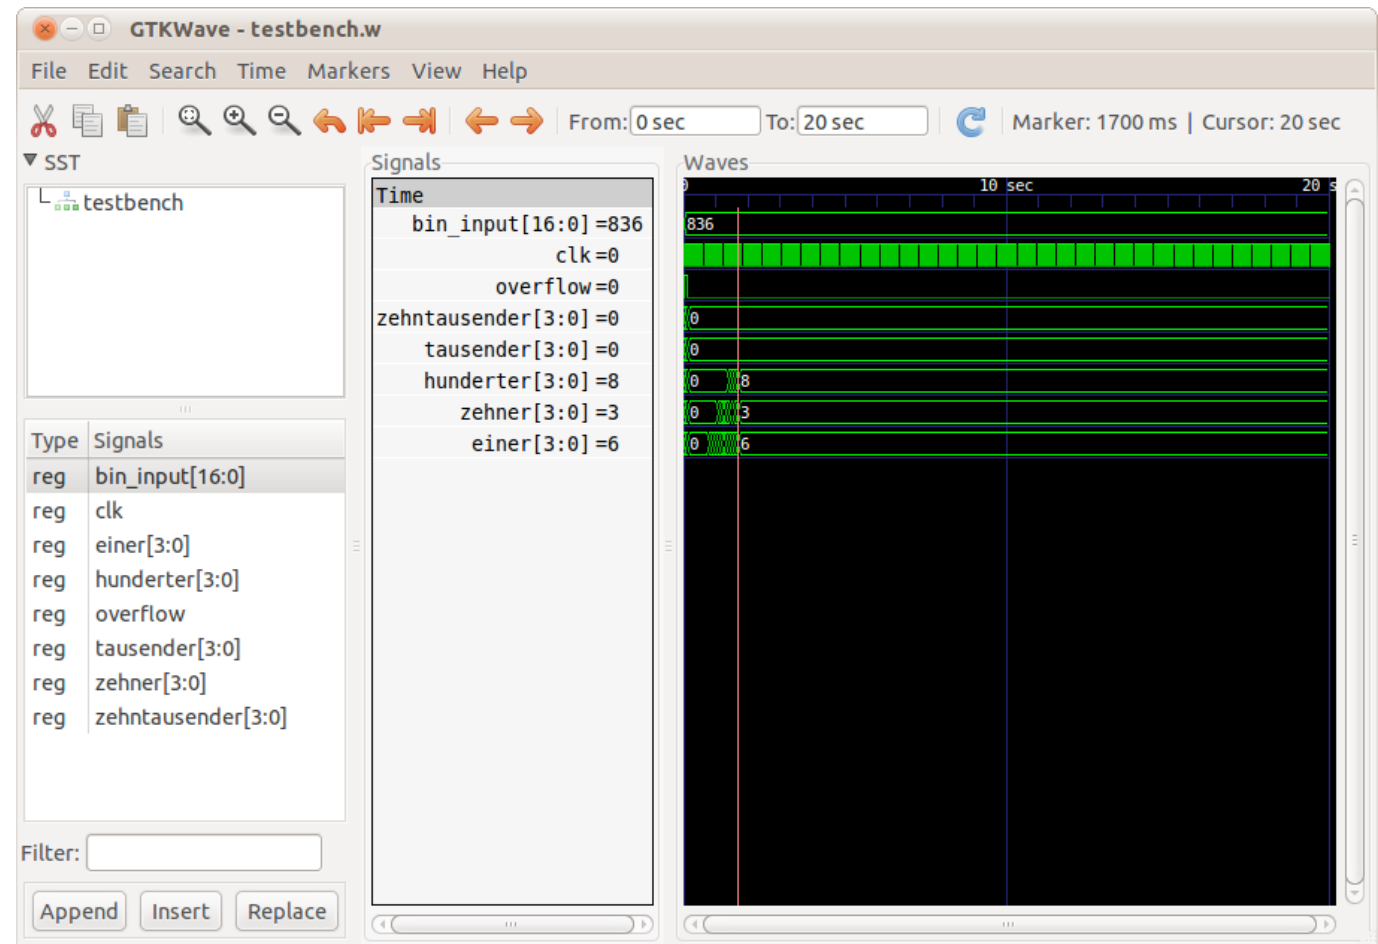 GTKWave - testbench.w
File Edit Search Time Markers View Help
From: 0 sec To: 20 sec Marker: 1700 ms | Cursor: 20 sec
SST
testbench
Type Signals
reg bin_input[16:0]
reg clk
reg einer[3:0]
reg hunderter[3:0]
reg overflow
reg tausender[3:0]
reg zehner[3:0]
reg zehntausender[3:0]
Filter:
Append Insert Replace
Signals
Time
bin_input[16:0]=836
clk=0
overflow=0
zehntausender[3:0]=0
tausender[3:0]=0
hunderter[3:0]=8
zehner[3:0]=3
einer[3:0]=6
Waves
0 10 sec 20 s
836
0
0
0 8
0 3
0 6